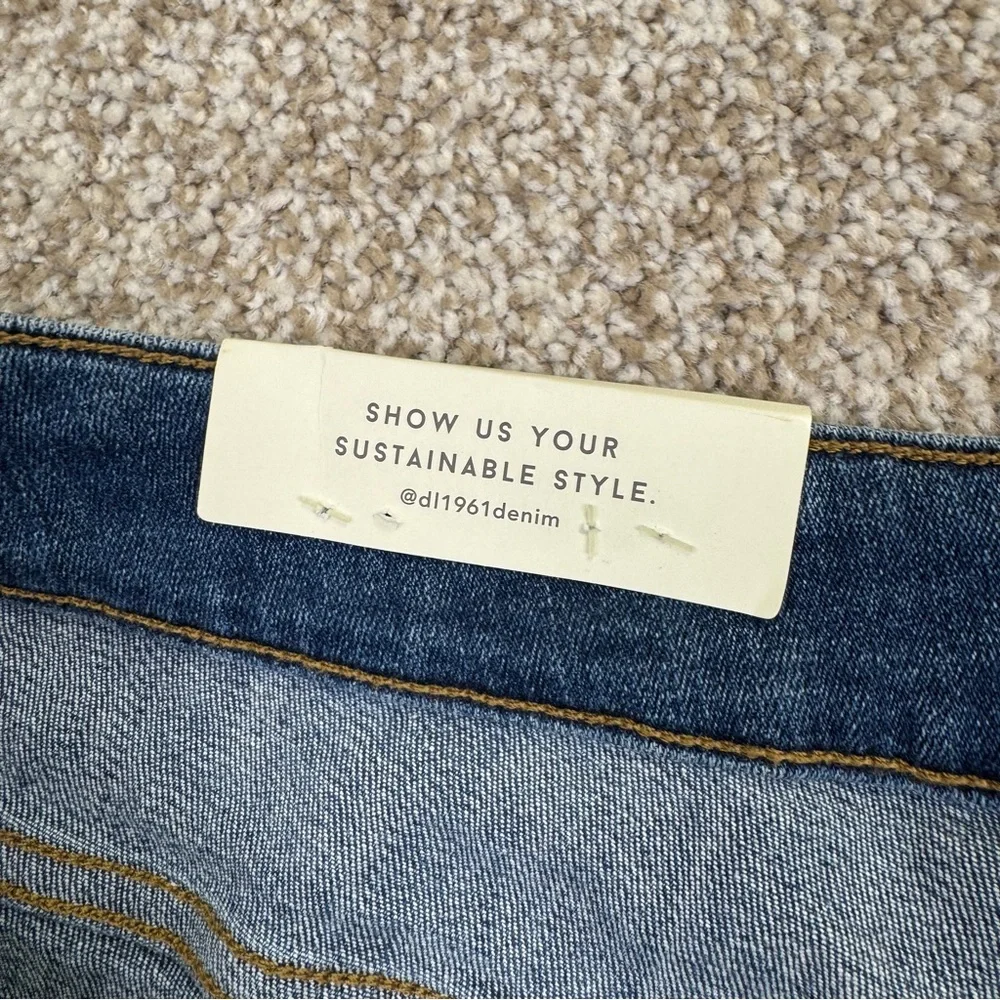 SHOW US YOUR
SUSTAINABLE STYLE.
@dl1961denim